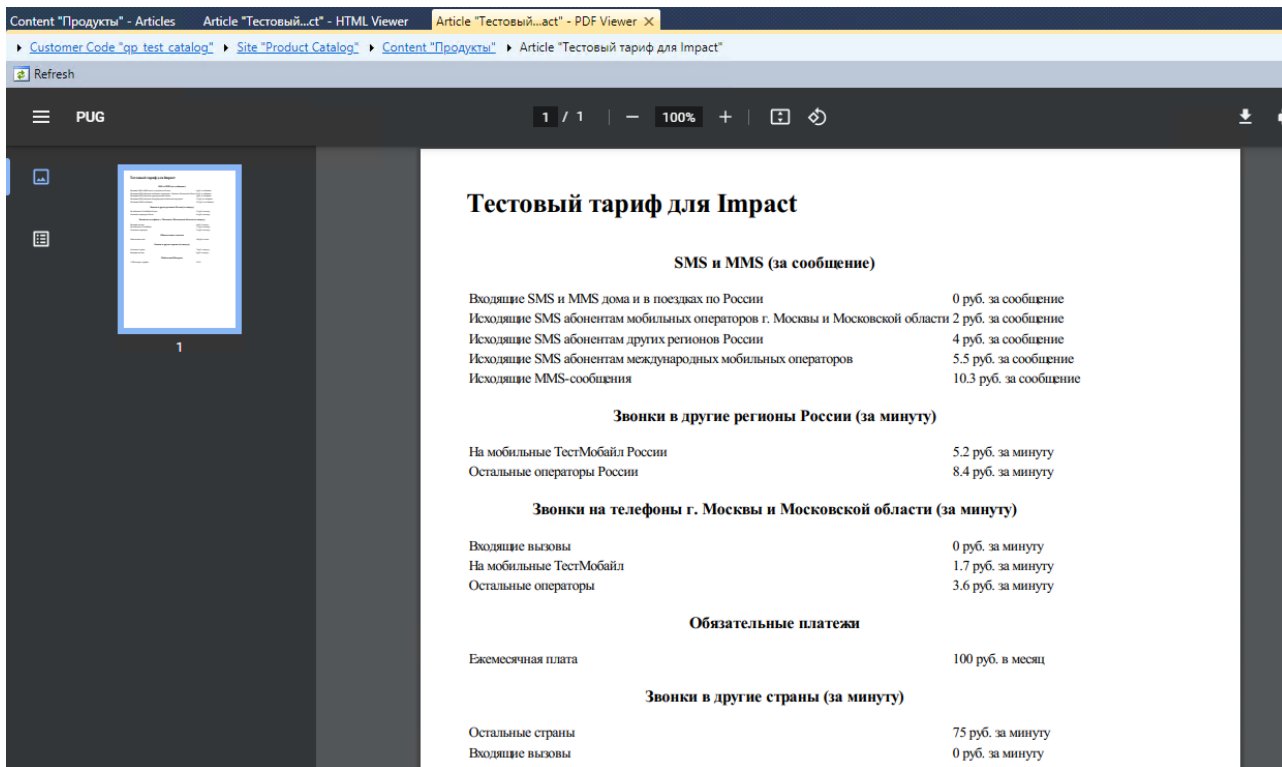 Content "Продукты" - Articles Article "Тестовый...ct" - HTML Viewer Article "Тестовый...act" - PDF Viewer
Customer Code "qp_test_catalog" Site "Product Catalog" Content "Продукты" Article "Тестовый тариф для Impact"
Refresh
PUG 1 / 1 100%
1
Тестовый тариф для Impact
SMS и MMS (за сообщение)
Входящие SMS и MMS дома и в поездках по России 0 руб. за сообщение
Исходящие SMS абонентам мобильных операторов г. Москвы и Московской области 2 руб. за сообщение
Исходящие SMS абонентам других регионов России 4 руб. за сообщение
Исходящие SMS абонентам международных мобильных операторов 5.5 руб. за сообщение
Исходящие MMS-сообщения 10.3 руб. за сообщение
Звонки в другие регионы России (за минуту)
На мобильные ТестМобайл России 5.2 руб. за минуту
Остальные операторы России 8.4 руб. за минуту
Звонки на телефоны г. Москвы и Московской области (за минуту)
Входящие вызовы 0 руб. за минуту
На мобильные ТестМобайл 1.7 руб. за минуту
Остальные операторы 3.6 руб. за минуту
Обязательные платежи
Ежемесячная плата 100 руб. в месяц
Звонки в другие страны (за минуту)
Остальные страны 75 руб. за минуту
Входящие вызовы 0 руб. за минуту